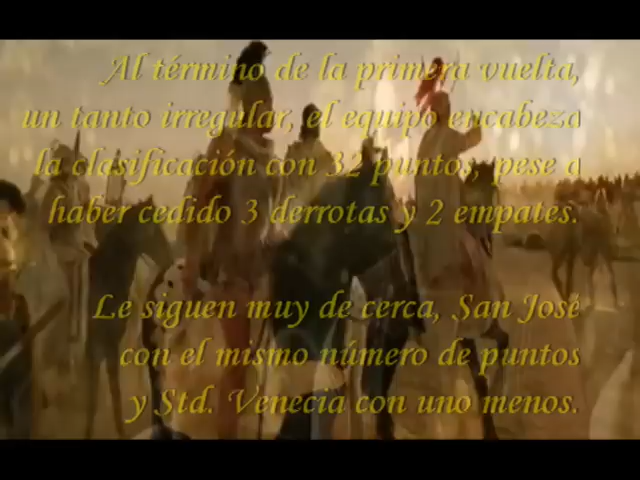 Al término de la primera vuelta,
un tanto irregular, el equipo encabeza
la clasificación con 32 puntos, pese a
haber cedido 3 derrotas y 2 empates.
Le siguen muy de cerca, San José
con el mismo número de puntos
y Std. Venecia con uno menos.